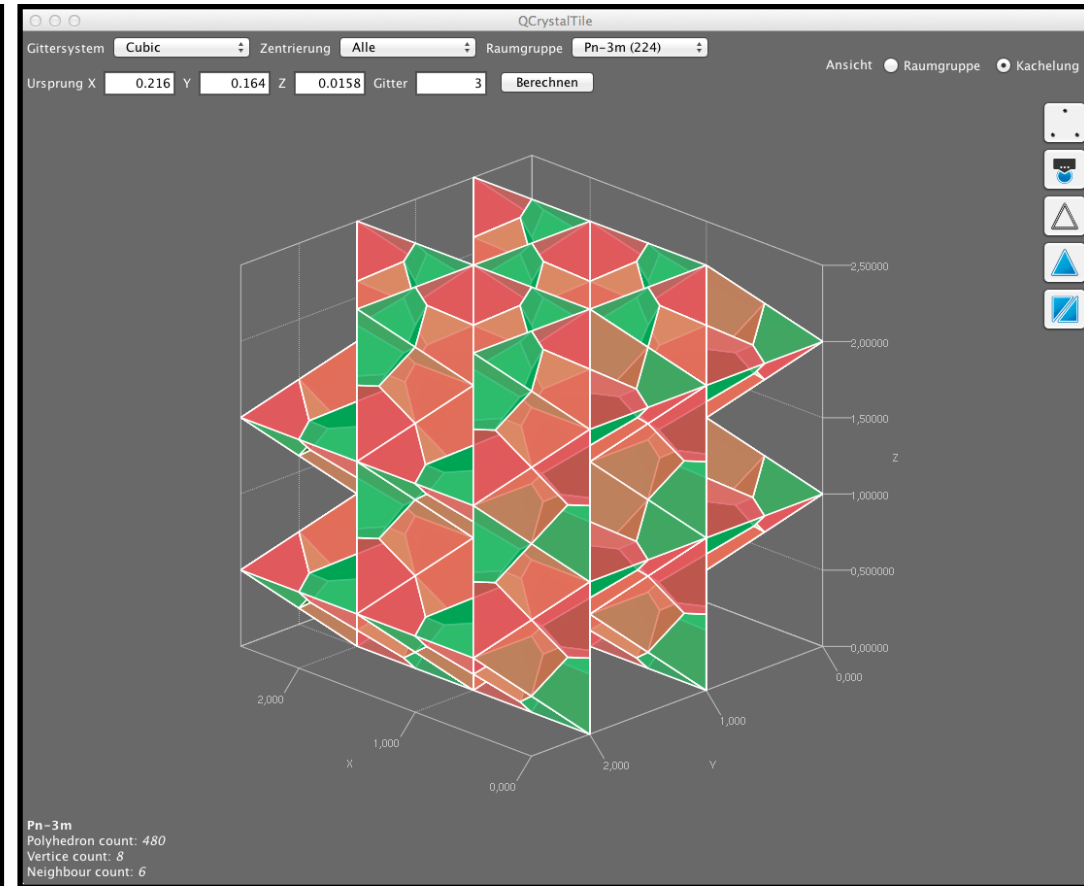 QCrystalTile
Gittersystem Cubic Zentrierung Alle Raumgruppe Pn-3m (224)
Ansicht Raumgruppe Kachelung
Ursprung X 0.216 Y 0.164 Z 0.0158 Gitter 3 Berechnen
2,50000
2,00000
1,50000
Z
1,00000
0,500000
0,00000
0,000
2,000
1,000
1,000
X
2,000
Y
0,000
Pn-3m
Polyhedron count: 480
Vertice count: 8
Neighbour count: 6